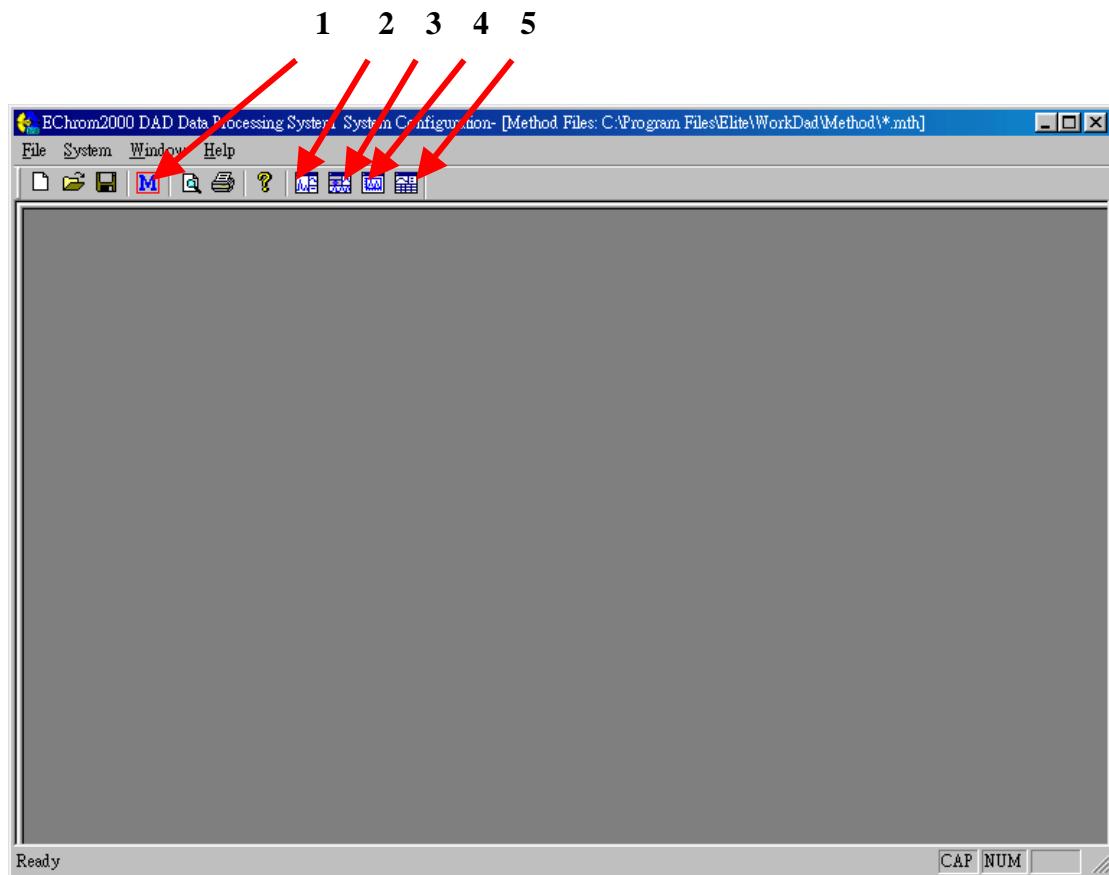 1 2 3 4 5
EChrom2000 DAD Data Processing System System Configuration- [Method Files: C:\Program Files\Elite\WorkDad\Method\*.mth]
File System Window Help
M
Ready CAP NUM